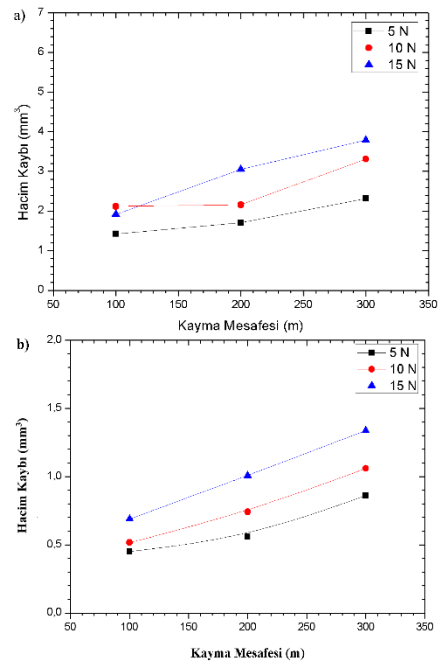 a)
5 N
10 N
15 N
Hacim Kaybı (mm³)
7
6
5
4
3
2
1
0
50 100 150 200 250 300 350
Kayma Mesafesi (m)
b)
5 N
10 N
15 N
Hacim Kaybı (mm³)
2,0
1,5
1,0
0,5
0,0
50 100 150 200 250 300 350
Kayma Mesafesi (m)